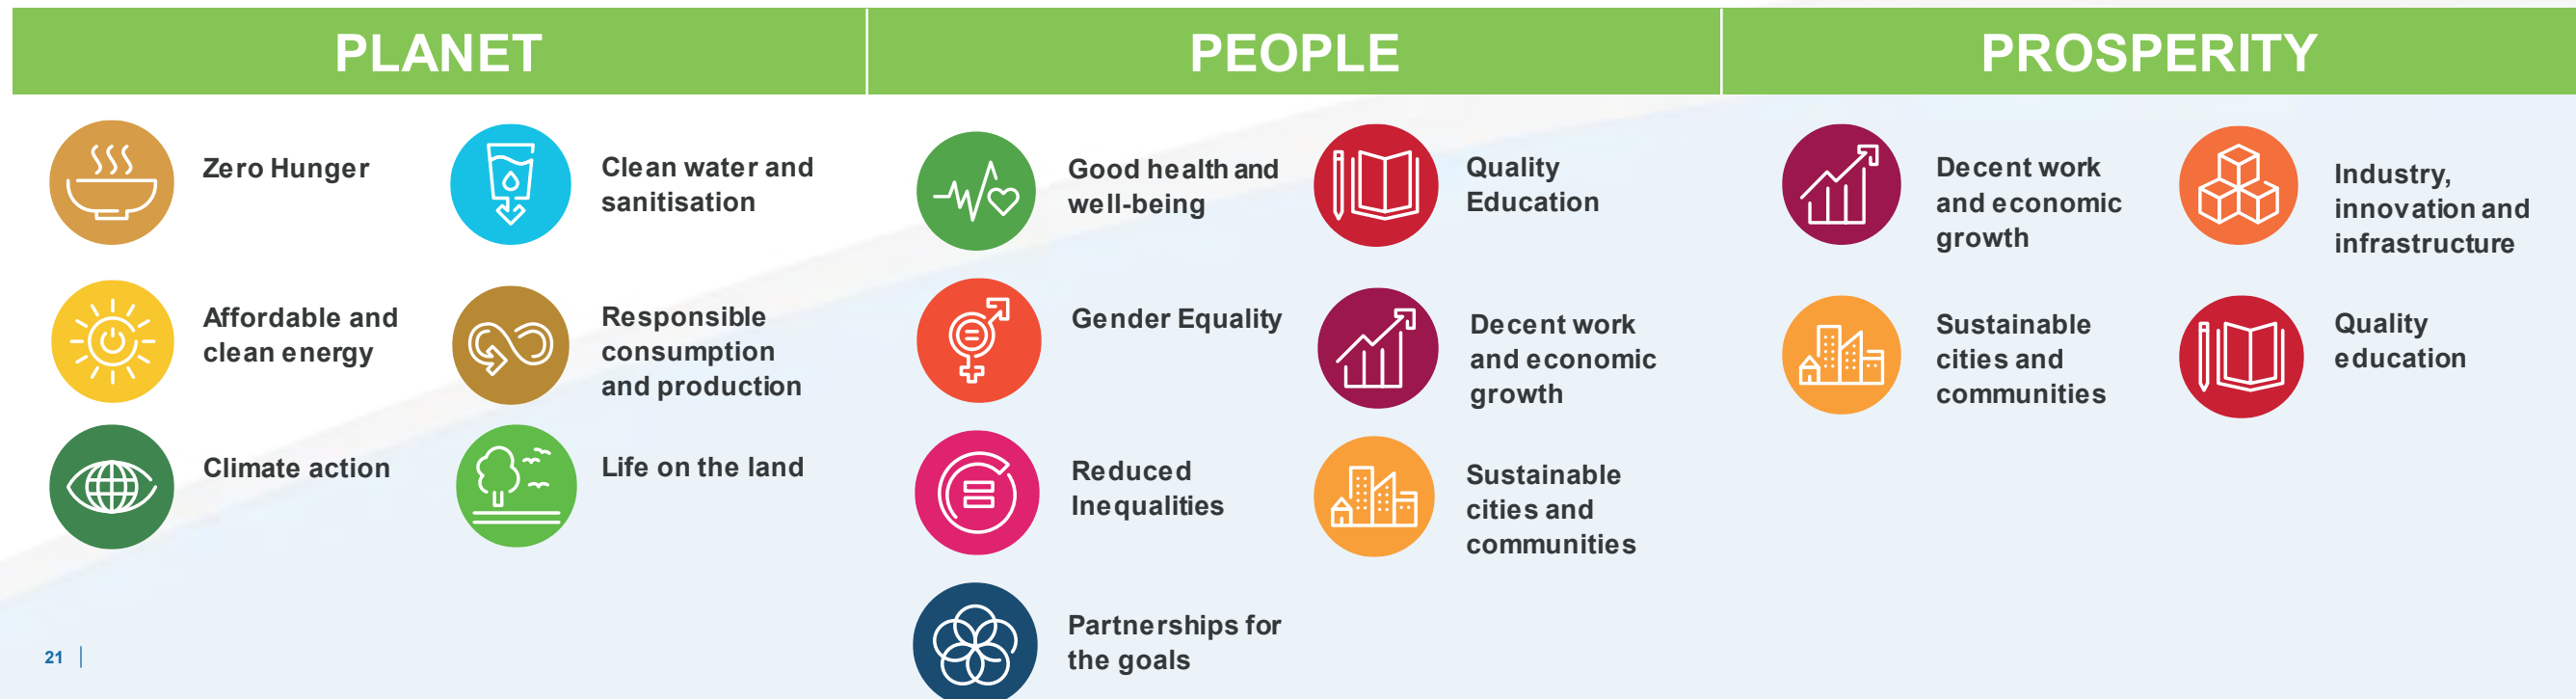 PLANET
PEOPLE
PROSPERITY
Zero Hunger
Clean water and
sanitisation
Affordable and
clean energy
Responsible
consumption
and production
Climate action
Life on the land
Good health and
well-being
Quality
Education
Gender Equality
Decent work
and economic
growth
Reduced
Inequalities
Sustainable
cities and
communities
Partnerships for
the goals
Decent work
and economic
growth
Industry,
innovation and
infrastructure
Sustainable
cities and
communities
Quality
education
21